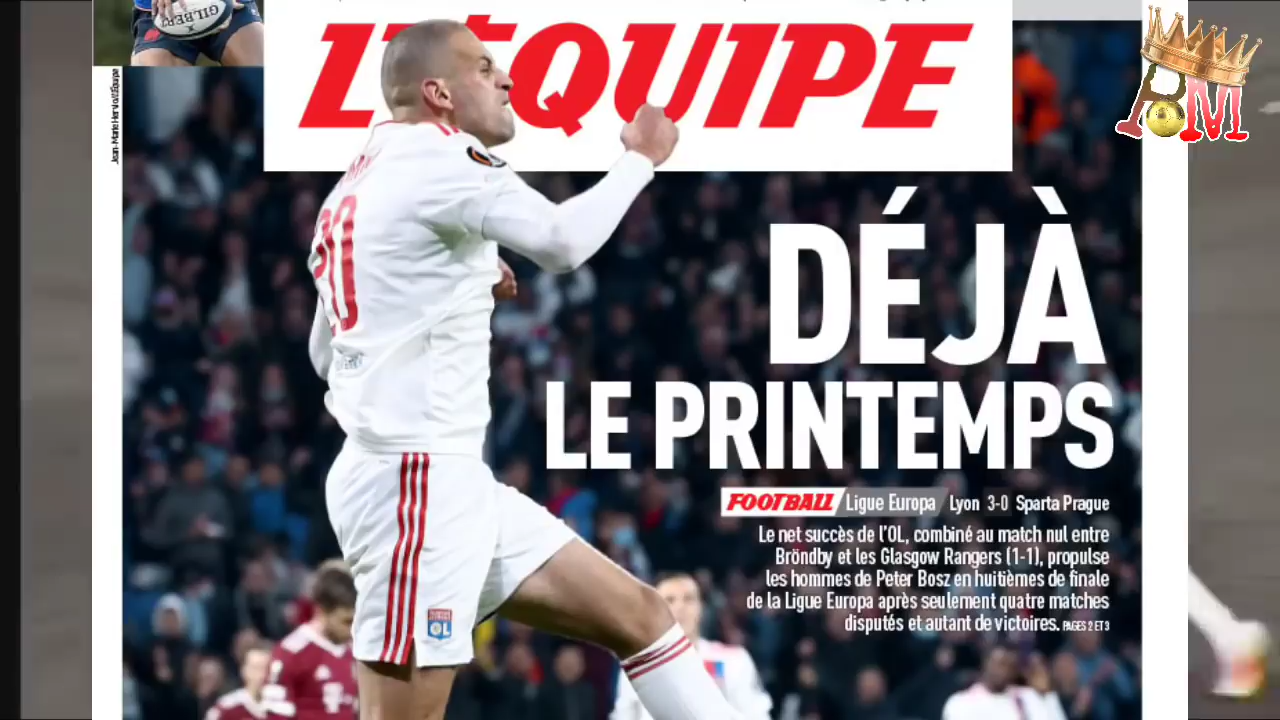 GILBERT
L'ÉQUIPE
BM
Jean-Marie Hervio/L'Équipe
20
DÉJÀ
LE PRINTEMPS
FOOTBALL Ligue Europa Lyon 3-0 Sparta Prague
Le net succès de l'OL, combiné au match nul entre
Bröndby et les Glasgow Rangers (1-1), propulse
les hommes de Peter Bosz en huitièmes de finale
de la Ligue Europa après seulement quatre matches
disputés et autant de victoires. PAGES 2 ET 3
OL